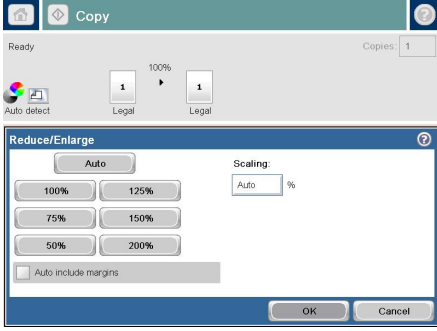 Copy
Ready
Copies: 1
100%
1
1
Auto detect
Legal
Legal
Reduce/Enlarge
Auto
Scaling:
100%
125%
Auto %
75%
150%
50%
200%
Auto include margins
OK
Cancel